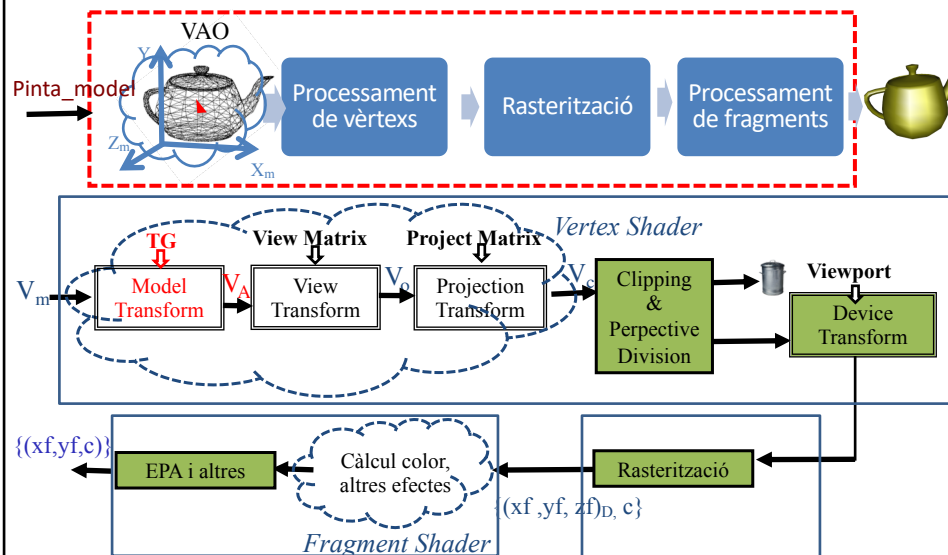 VAO
Pinta_model
Y
Zm
Xm
Processament
de vèrtexs
Rasterització
Processament
de fragments
Vertex Shader
TG
View Matrix
Project Matrix
Vm
Model
Transform
VA
View
Transform
Vo
Projection
Transform
Vc
Clipping
&
Perpective
Division
Viewport
Device
Transform
{(xf,yf,c)}
EPA i altres
Càlcul color,
altres efectes
{(xf ,yf, zf)D, c}
Rasterització
Fragment Shader